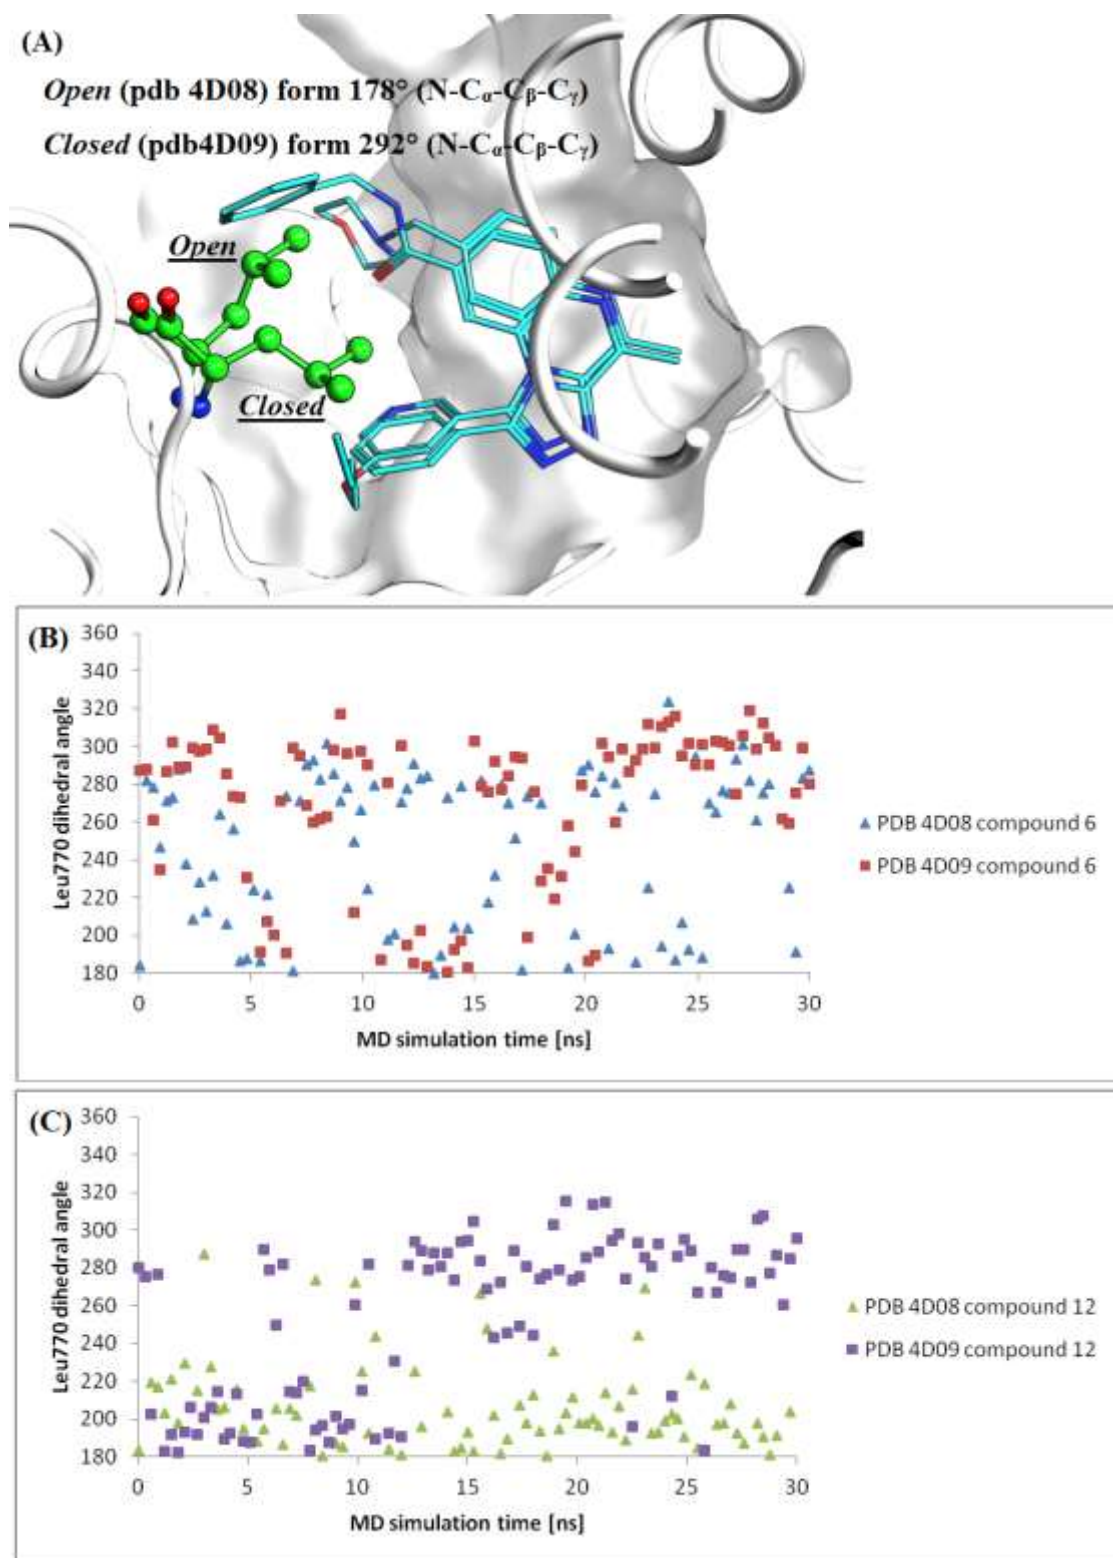 (A)
Open (pdb 4D08) form 178° (N-Cα-Cβ-Cγ)
Closed (pdb4D09) form 292° (N-Cα-Cβ-Cγ)
Open
Closed
(B)
360
340
320
300
280
260
240
220
200
180
Leu770 dihedral angle
0 5 10 15 20 25 30
MD simulation time [ns]
PDB 4D08 compound 6
PDB 4D09 compound 6
(C)
360
340
320
300
280
260
240
220
200
180
Leu770 dihedral angle
0 5 10 15 20 25 30
MD simulation time [ns]
PDB 4D08 compound 12
PDB 4D09 compound 12